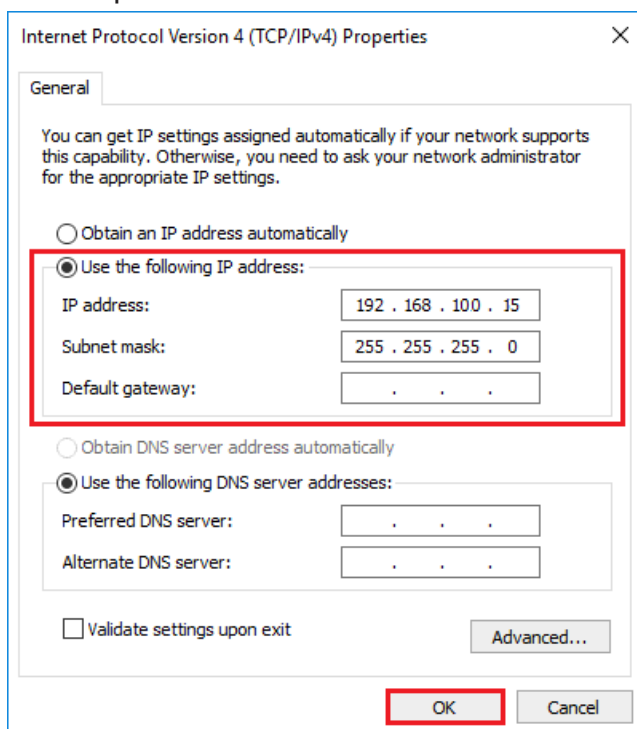 Internet Protocol Version 4 (TCP/IPv4) Properties
General
You can get IP settings assigned automatically if your network supports
this capability. Otherwise, you need to ask your network administrator
for the appropriate IP settings.
Obtain an IP address automatically
Use the following IP address:
IP address: 192 . 168 . 100 . 15
Subnet mask: 255 . 255 . 255 . 0
Default gateway: . . .
Obtain DNS server address automatically
Use the following DNS server addresses:
Preferred DNS server: . . .
Alternate DNS server: . . .
Validate settings upon exit
Advanced...
OK Cancel